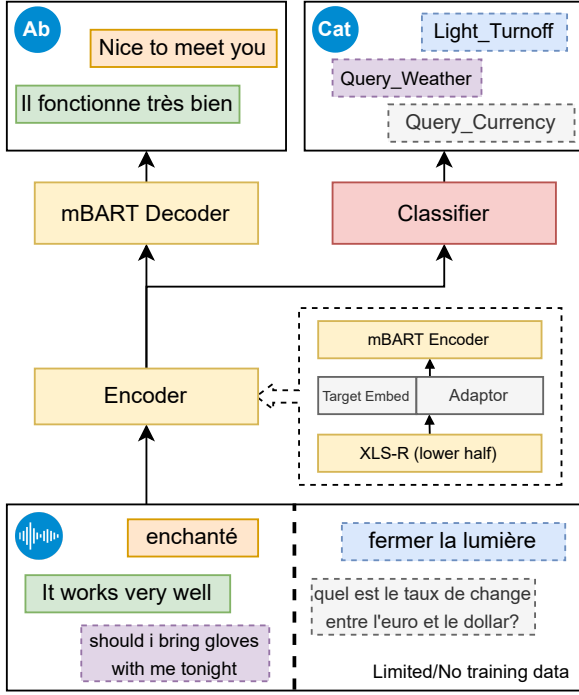 Ab
Nice to meet you
Il fonctionne très bien
Cat
Light_Turnoff
Query_Weather
Query_Currency
mBART Decoder
Classifier
Encoder
mBART Encoder
Target Embed
Adaptor
XLS-R (lower half)
enchanté
It works very well
should i bring gloves
with me tonight
fermer la lumière
quel est le taux de change
entre l'euro et le dollar?
Limited/No training data